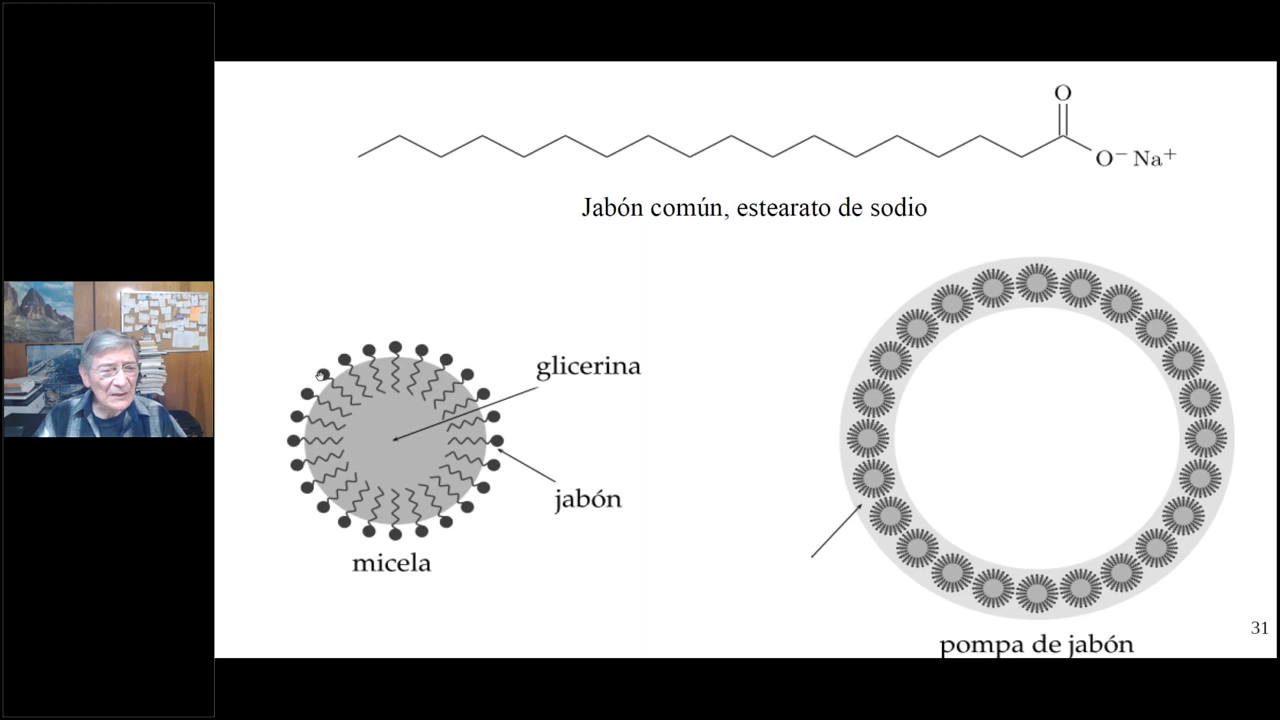 O
O⁻ Na⁺
Jabón común, estearato de sodio
glicerina
jabón
micela
pompa de jabón
31